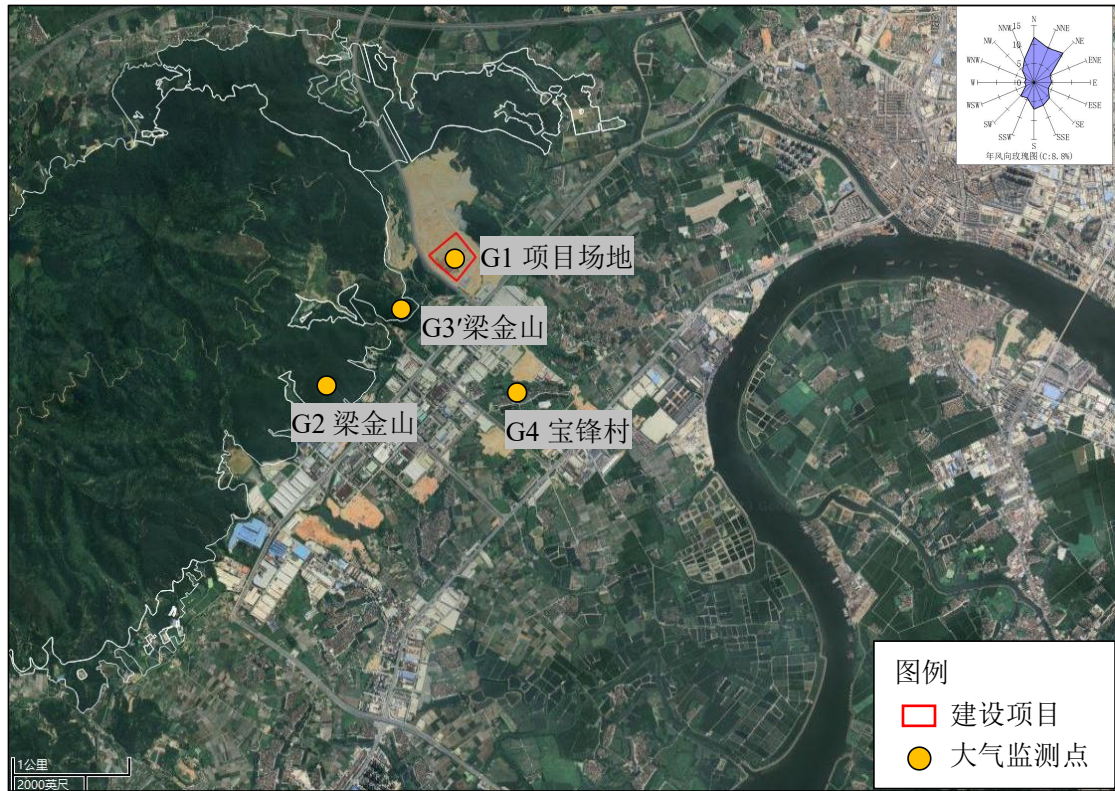 N
NNW
NNE
15
NW
NE
10
WNW
ENE
5
W
0
E
WSW
ESE
SW
SE
SSW
SSE
S
年风向玫瑰图(C:8.8%)
G1 项目场地
G3′梁金山
G2 梁金山
G4 宝锋村
图例
建设项目
大气监测点
1公里
2000英尺